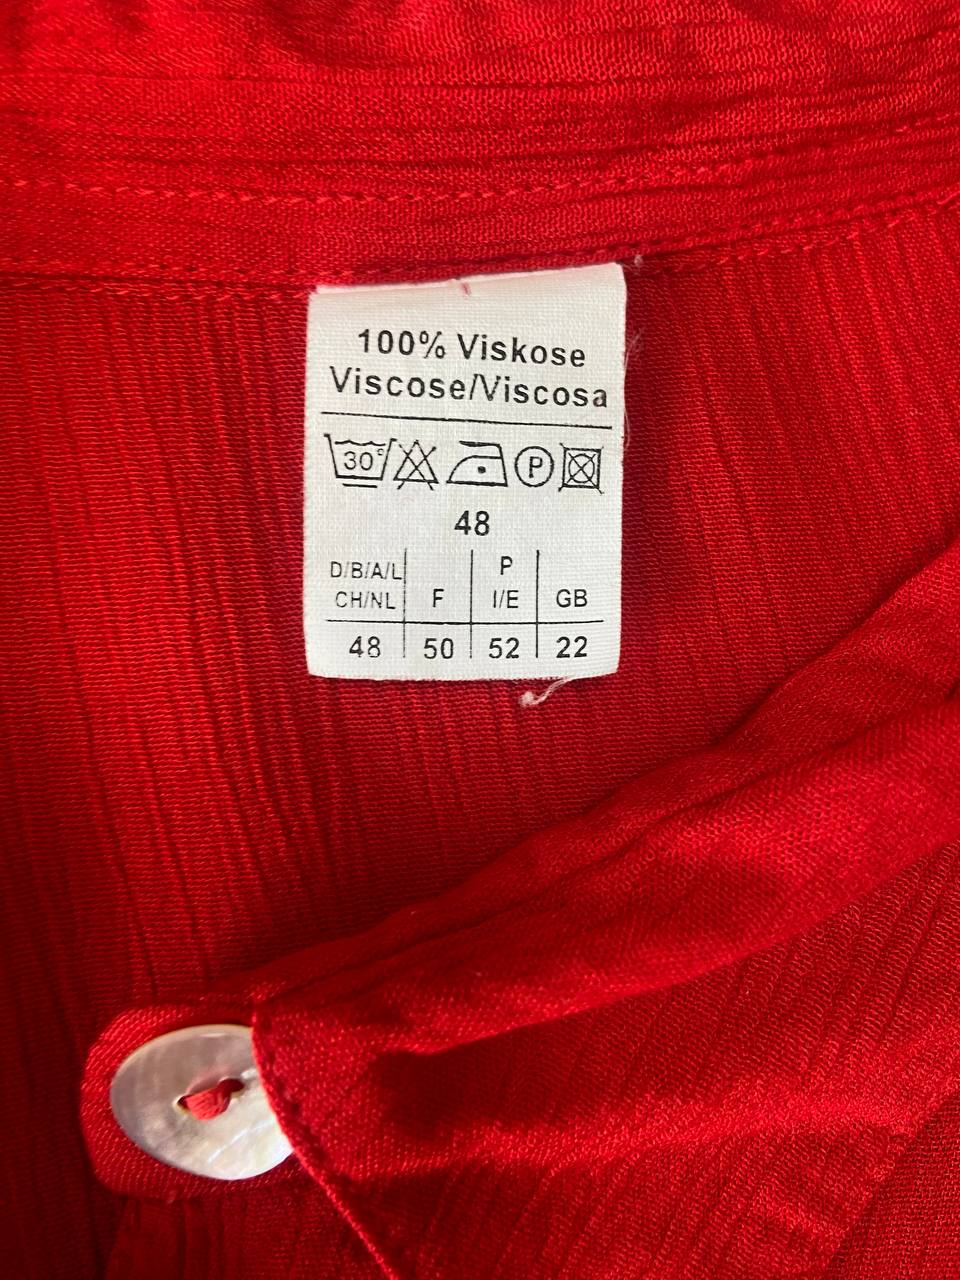 100% Viskose
Viscose/Viscosa
30°
P
48
D/B/A/L P
CH/NL F I/E GB
48 50 52 22